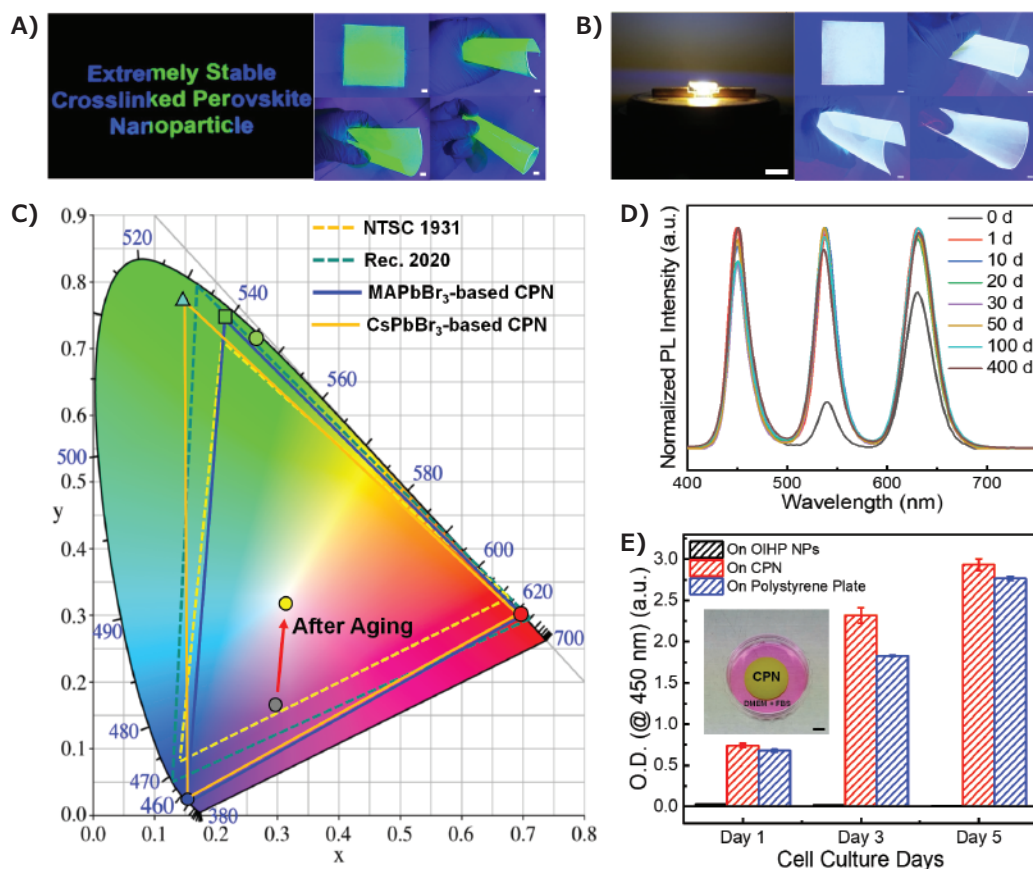 A)
Extremely Stable
Crosslinked Perovskite
Nanoparticle
B)
C)
0.9
0.8
0.7
0.6
0.5
y
0.4
0.3
0.2
0.1
0.0
0.0 0.1 0.2 0.3 0.4 0.5 0.6 0.7 0.8
x
520
540
560
580
600
620
700
500
490
480
470
460
380
NTSC 1931
Rec. 2020
MAPbBr₃-based CPN
CsPbBr₃-based CPN
After Aging
D)
Normalized PL Intensity (a.u.)
400 500 600 700
Wavelength (nm)
0 d
1 d
10 d
20 d
30 d
50 d
100 d
400 d
E)
O.D. (@ 450 nm) (a.u.)
3.0
2.5
2.0
1.5
1.0
0.5
0.0
On OIHP NPs
On CPN
On Polystyrene Plate
CPN
DMEM + FBS
Day 1 Day 3 Day 5
Cell Culture Days